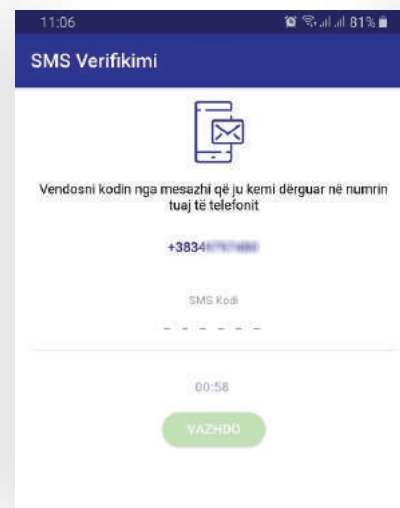 11:06 81%
SMS Verifikimi
Vendosni kodin nga mesazhi që ju kemi dërguar në numrin
tuaj të telefonit
+3834
SMS Kodi
00:58
VAZHDO